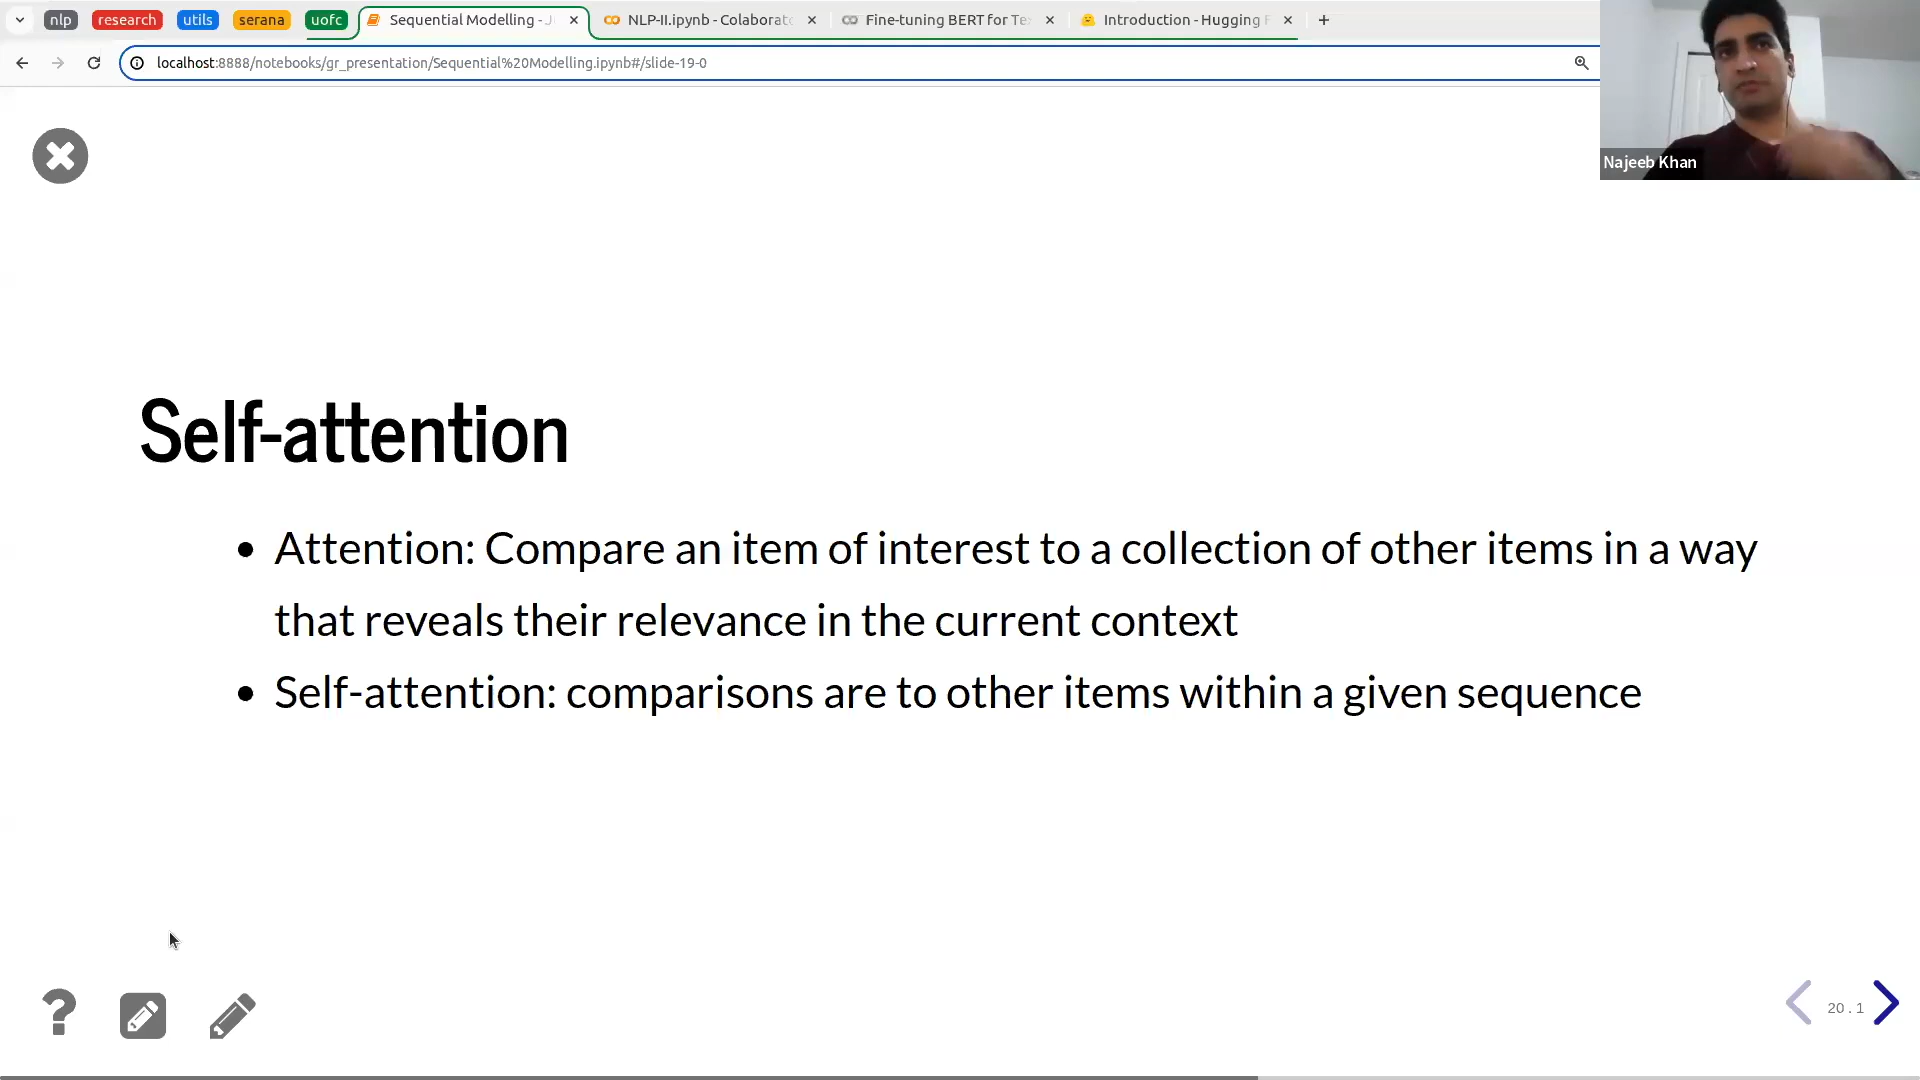 nlp
research
utils
serana
uofc
Sequential Modelling - J
NLP-II.ipynb - Colaborat
Fine-tuning BERT for Te
Introduction - Hugging F
localhost:8888/notebooks/gr_presentation/Sequential%20Modelling.ipynb#/slide-19-0
Najeeb Khan
Self-attention
• Attention: Compare an item of interest to a collection of other items in a way
that reveals their relevance in the current context
• Self-attention: comparisons are to other items within a given sequence
20.1